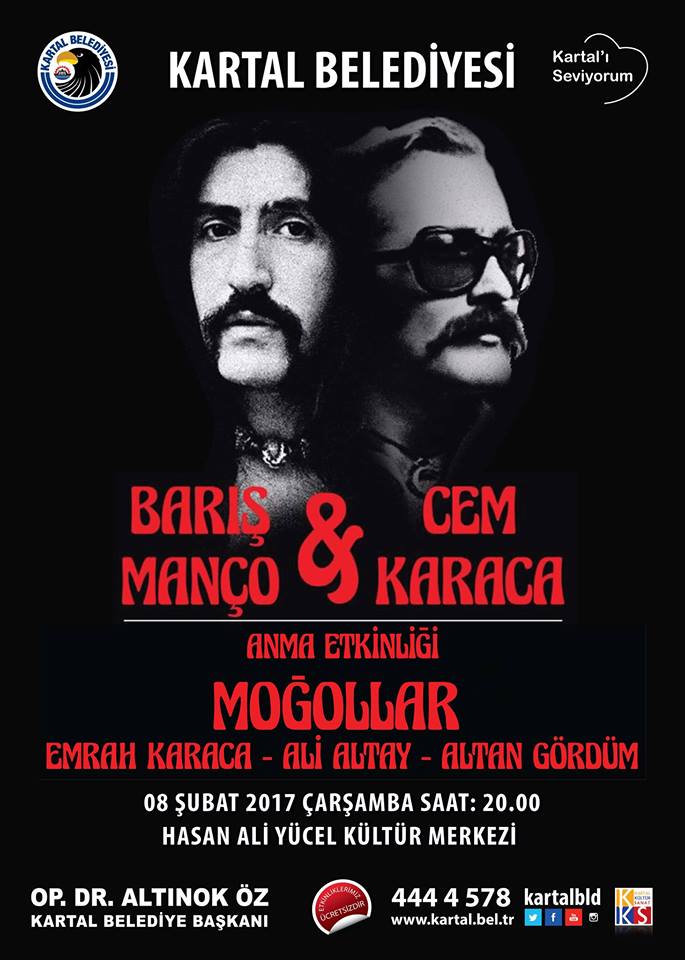 KARTAL BELEDİYESİ
KARTAL BELEDİYESİ
Kartal'ı
Seviyorum
BARIŞ
MANÇO
&
CEM
KARACA
ANMA ETKİNLİĞİ
MOĞOLLAR
EMRAH KARACA - ALİ ALTAY - ALTAN GÖRDÜM
08 ŞUBAT 2017 ÇARŞAMBA SAAT: 20.00
HASAN ALİ YÜCEL KÜLTÜR MERKEZİ
OP. DR. ALTINOK ÖZ
KARTAL BELEDİYE BAŞKANI
ETKİNLİKLERİMİZ
ÜCRETSİZDİR
444 4 578
www.kartal.bel.tr
kartalbld
KARTAL
KÜLTÜR
SANAT
K
K S